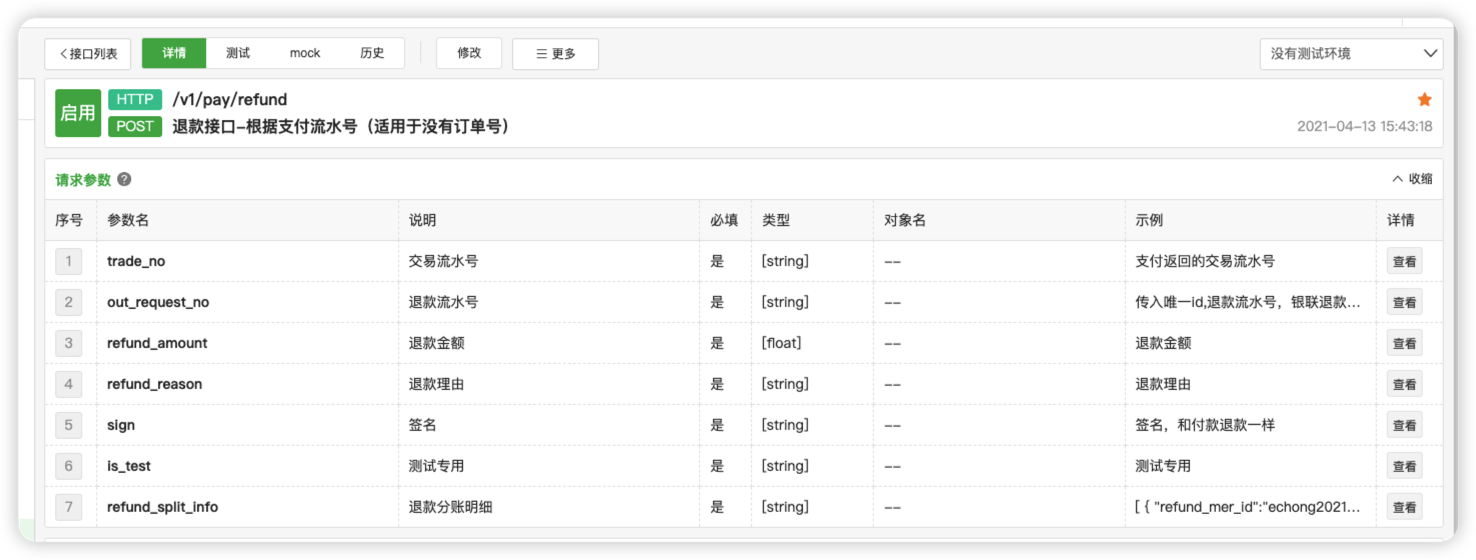 <接口列表 详情 测试 mock 历史 修改 三 更多 没有测试环境
启用 HTTP /v1/pay/refund
POST 退款接口-根据支付流水号（适用于没有订单号） 2021-04-13 15:43:18
请求参数 ? 收缩
序号 参数名 说明 必填 类型 对象名 示例 详情
1 trade_no 交易流水号 是 [string] -- 支付返回的交易流水号 查看
2 out_request_no 退款流水号 是 [string] -- 传入唯一id,退款流水号，银联退款... 查看
3 refund_amount 退款金额 是 [float] -- 退款金额 查看
4 refund_reason 退款理由 是 [string] -- 退款理由 查看
5 sign 签名 是 [string] -- 签名，和付款退款一样 查看
6 is_test 测试专用 是 [string] -- 测试专用 查看
7 refund_split_info 退款分账明细 是 [string] -- [ { "refund_mer_id":"echong2021... 查看